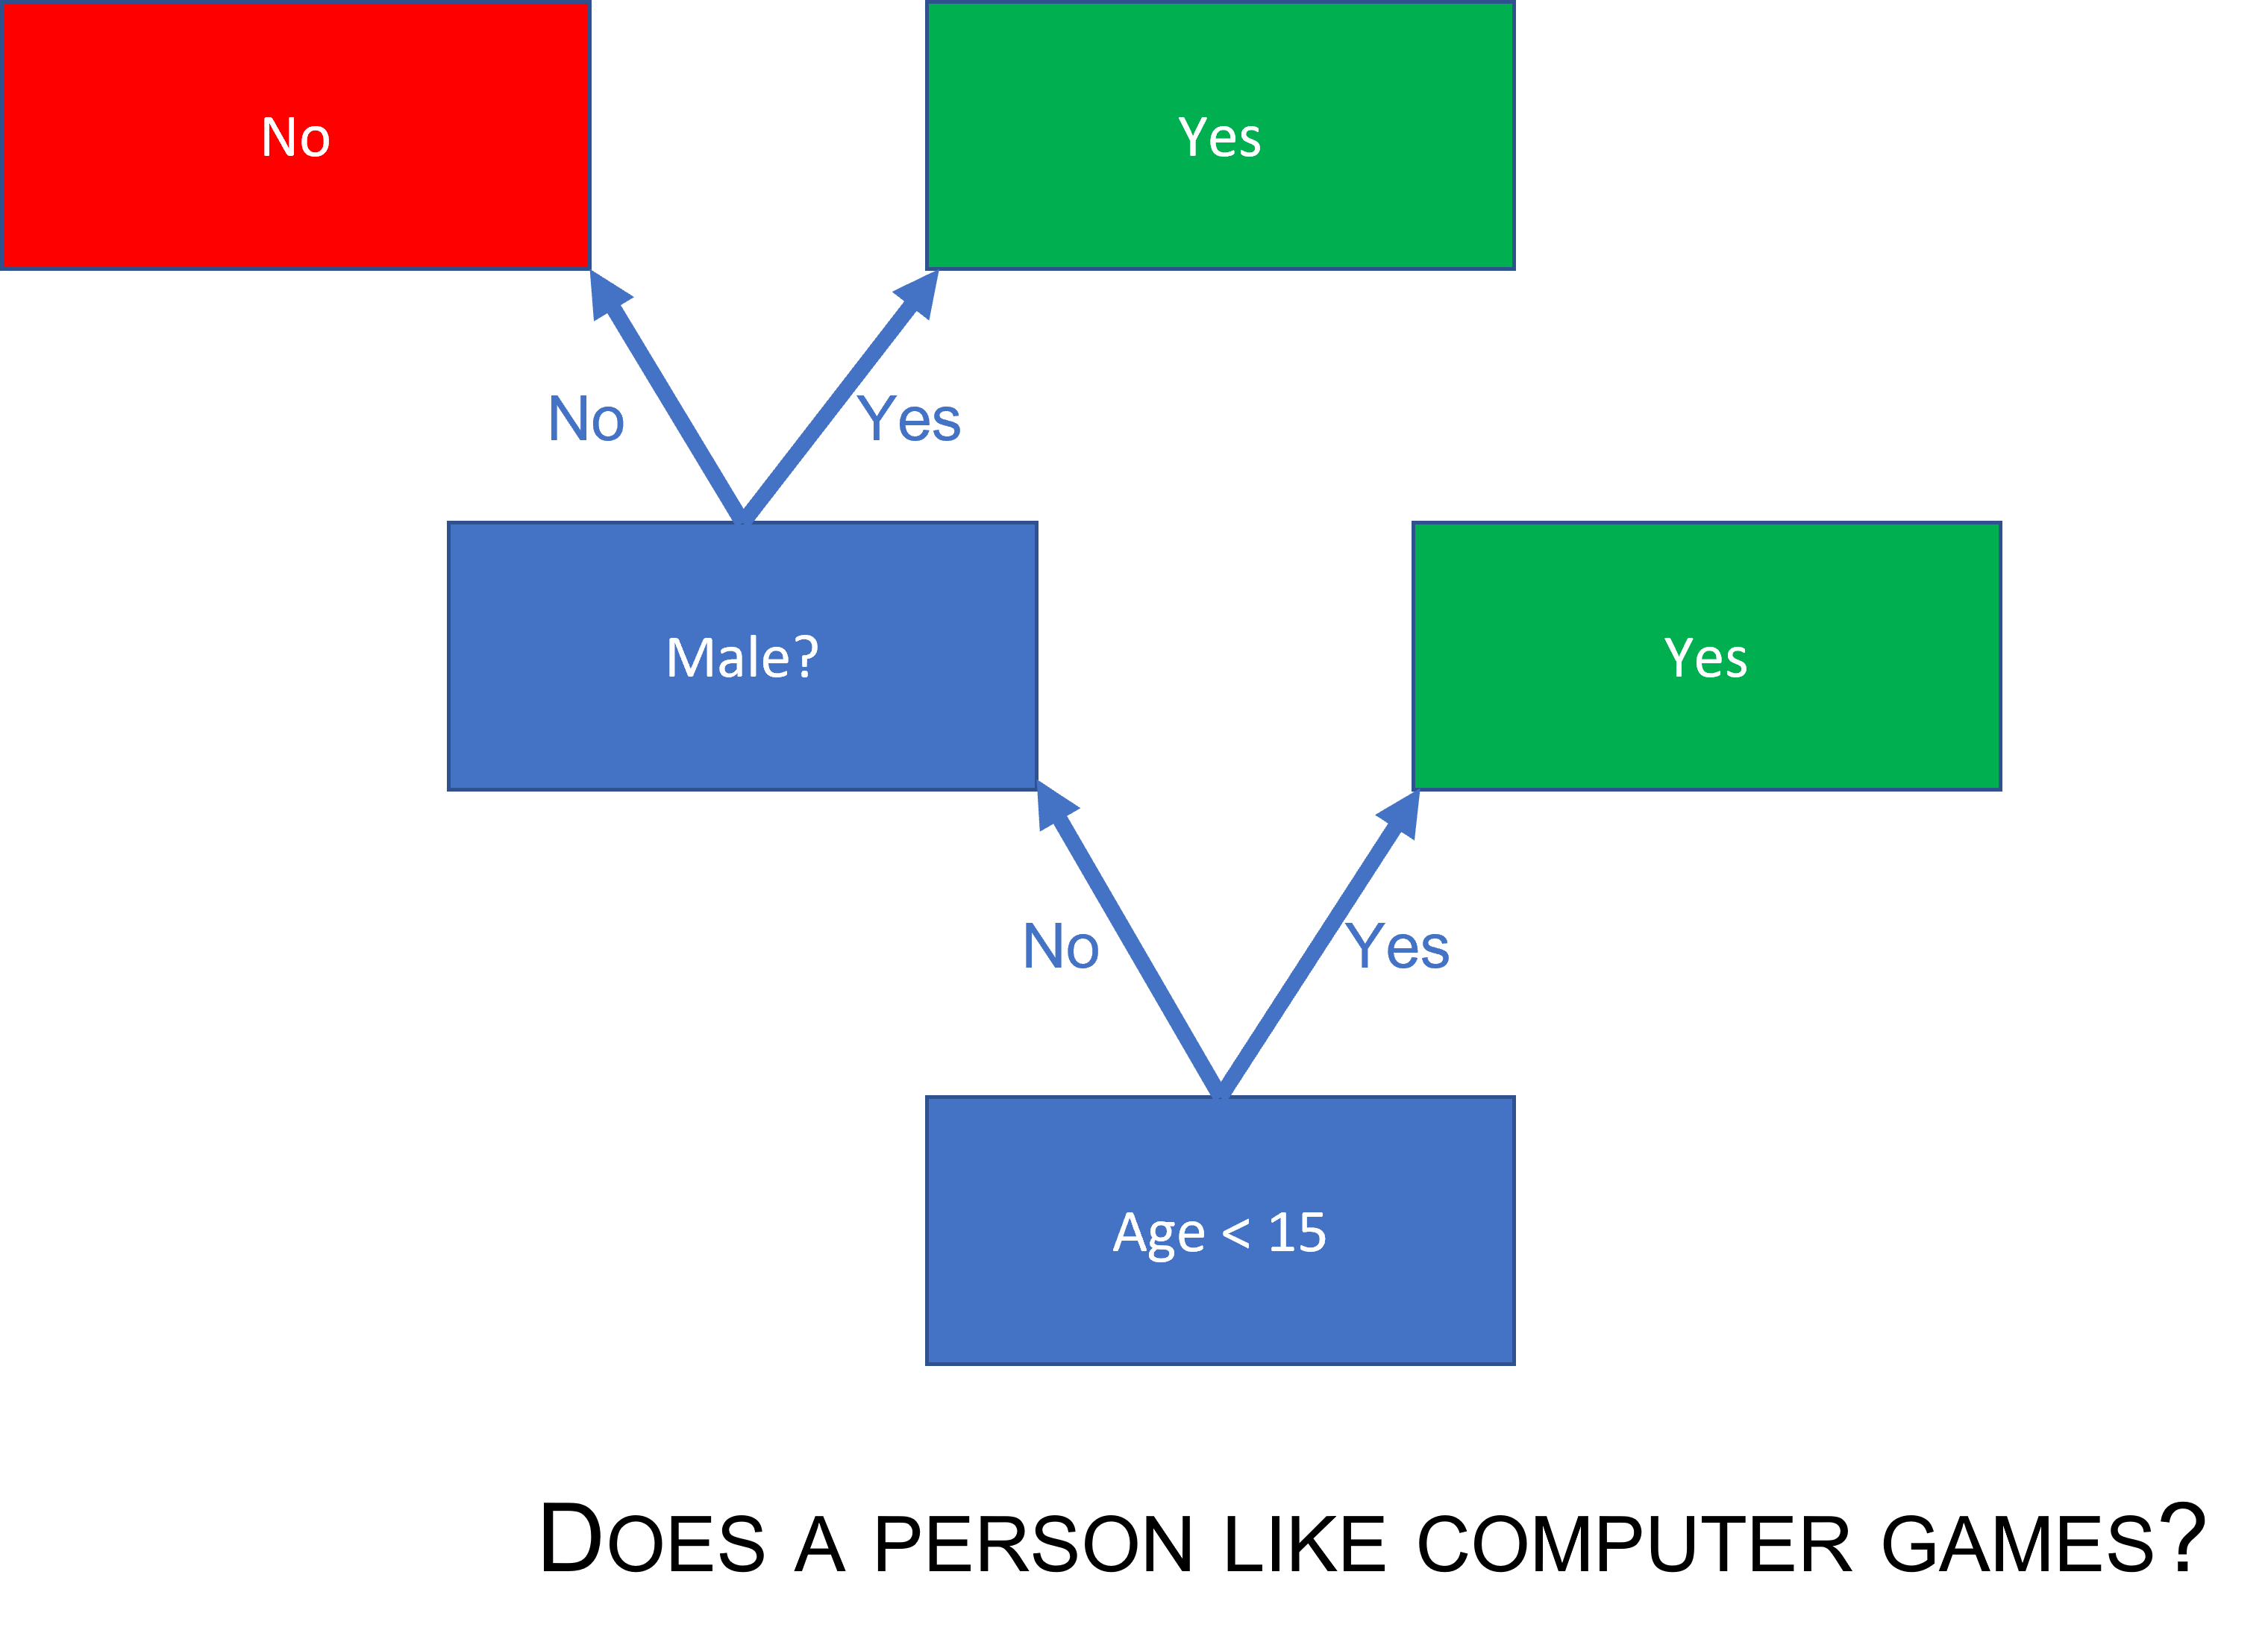 No
Yes
No
Yes
Male?
Yes
No
Yes
Age < 15
DOES A PERSON LIKE COMPUTER GAMES?